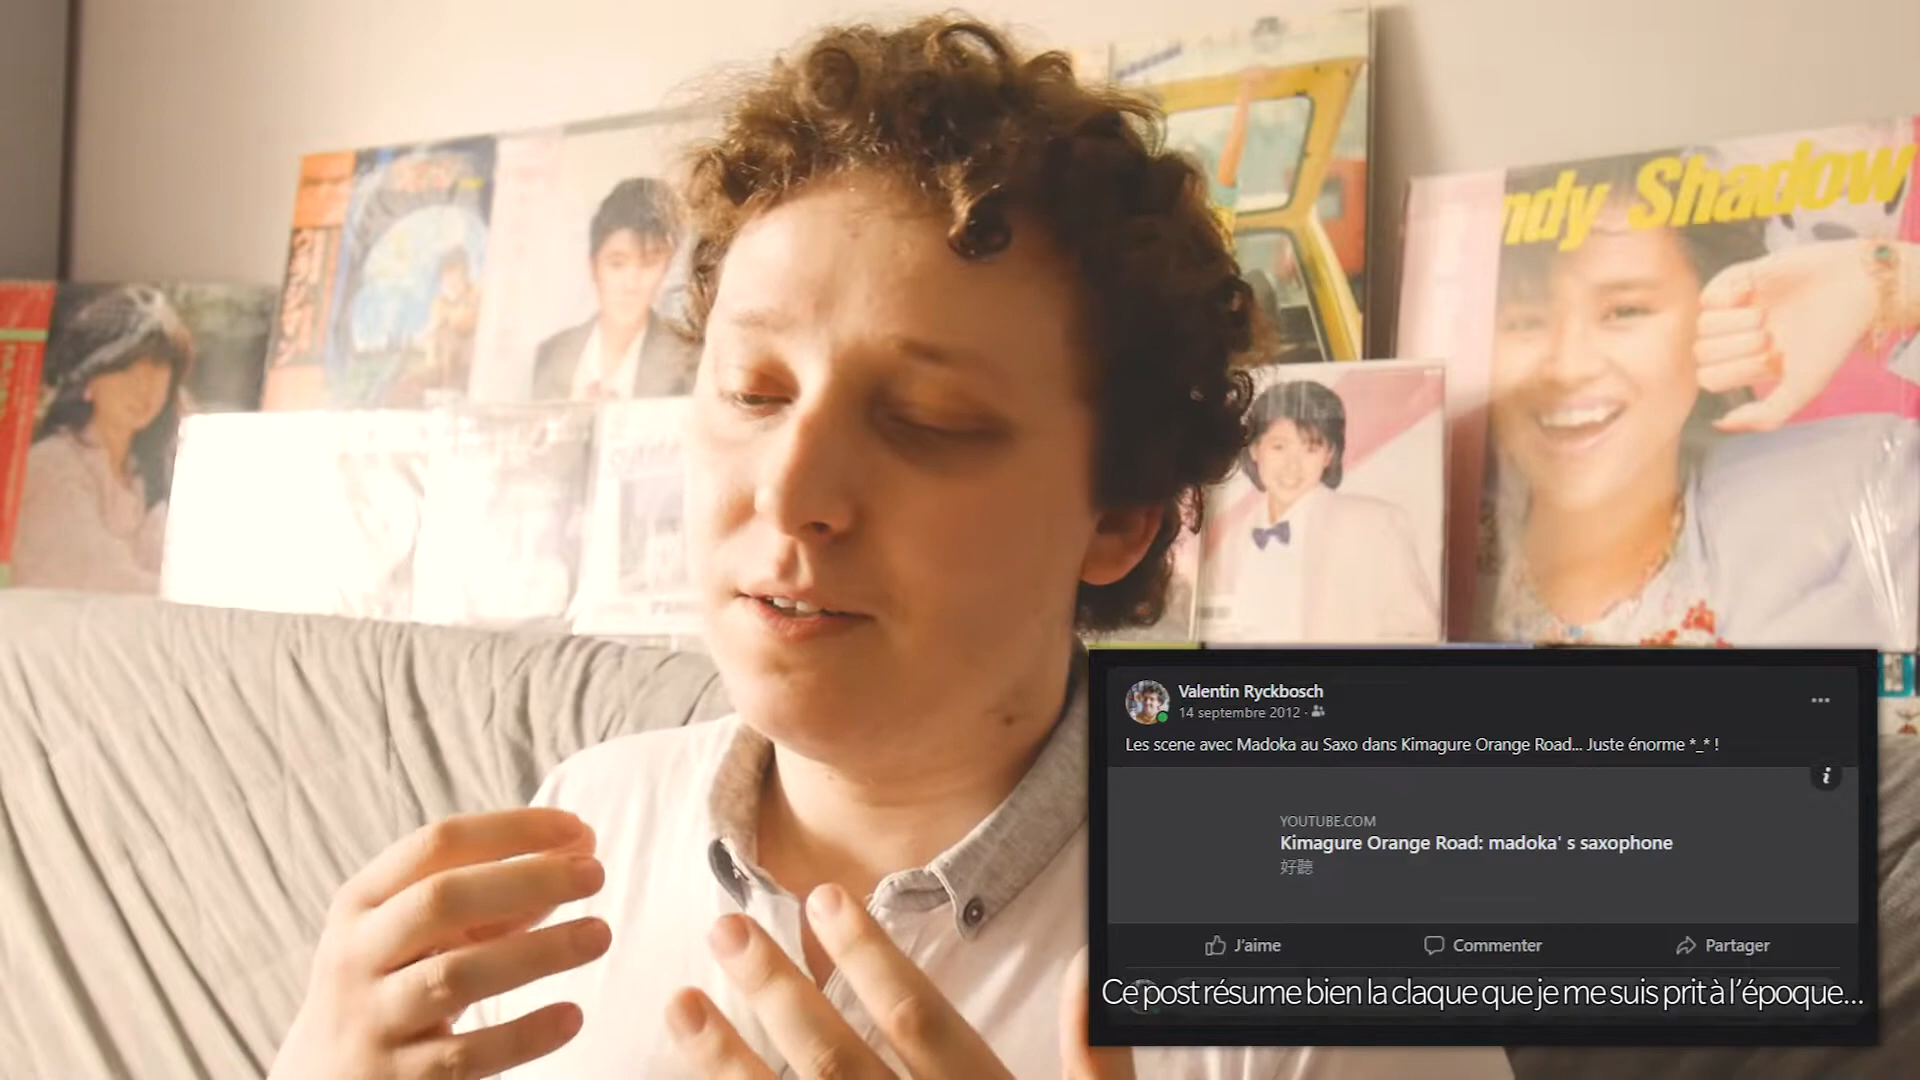 ndy Shadow
Valentin Ryckbosch
14 septembre 2012 ·
Les scene avec Madoka au Saxo dans Kimagure Orange Road... Juste énorme *_* !
YOUTUBE.COM
Kimagure Orange Road: madoka' s saxophone
好聽
J'aime
Commenter
Partager
Ce post résume bien la claque que je me suis prit à l'époque...